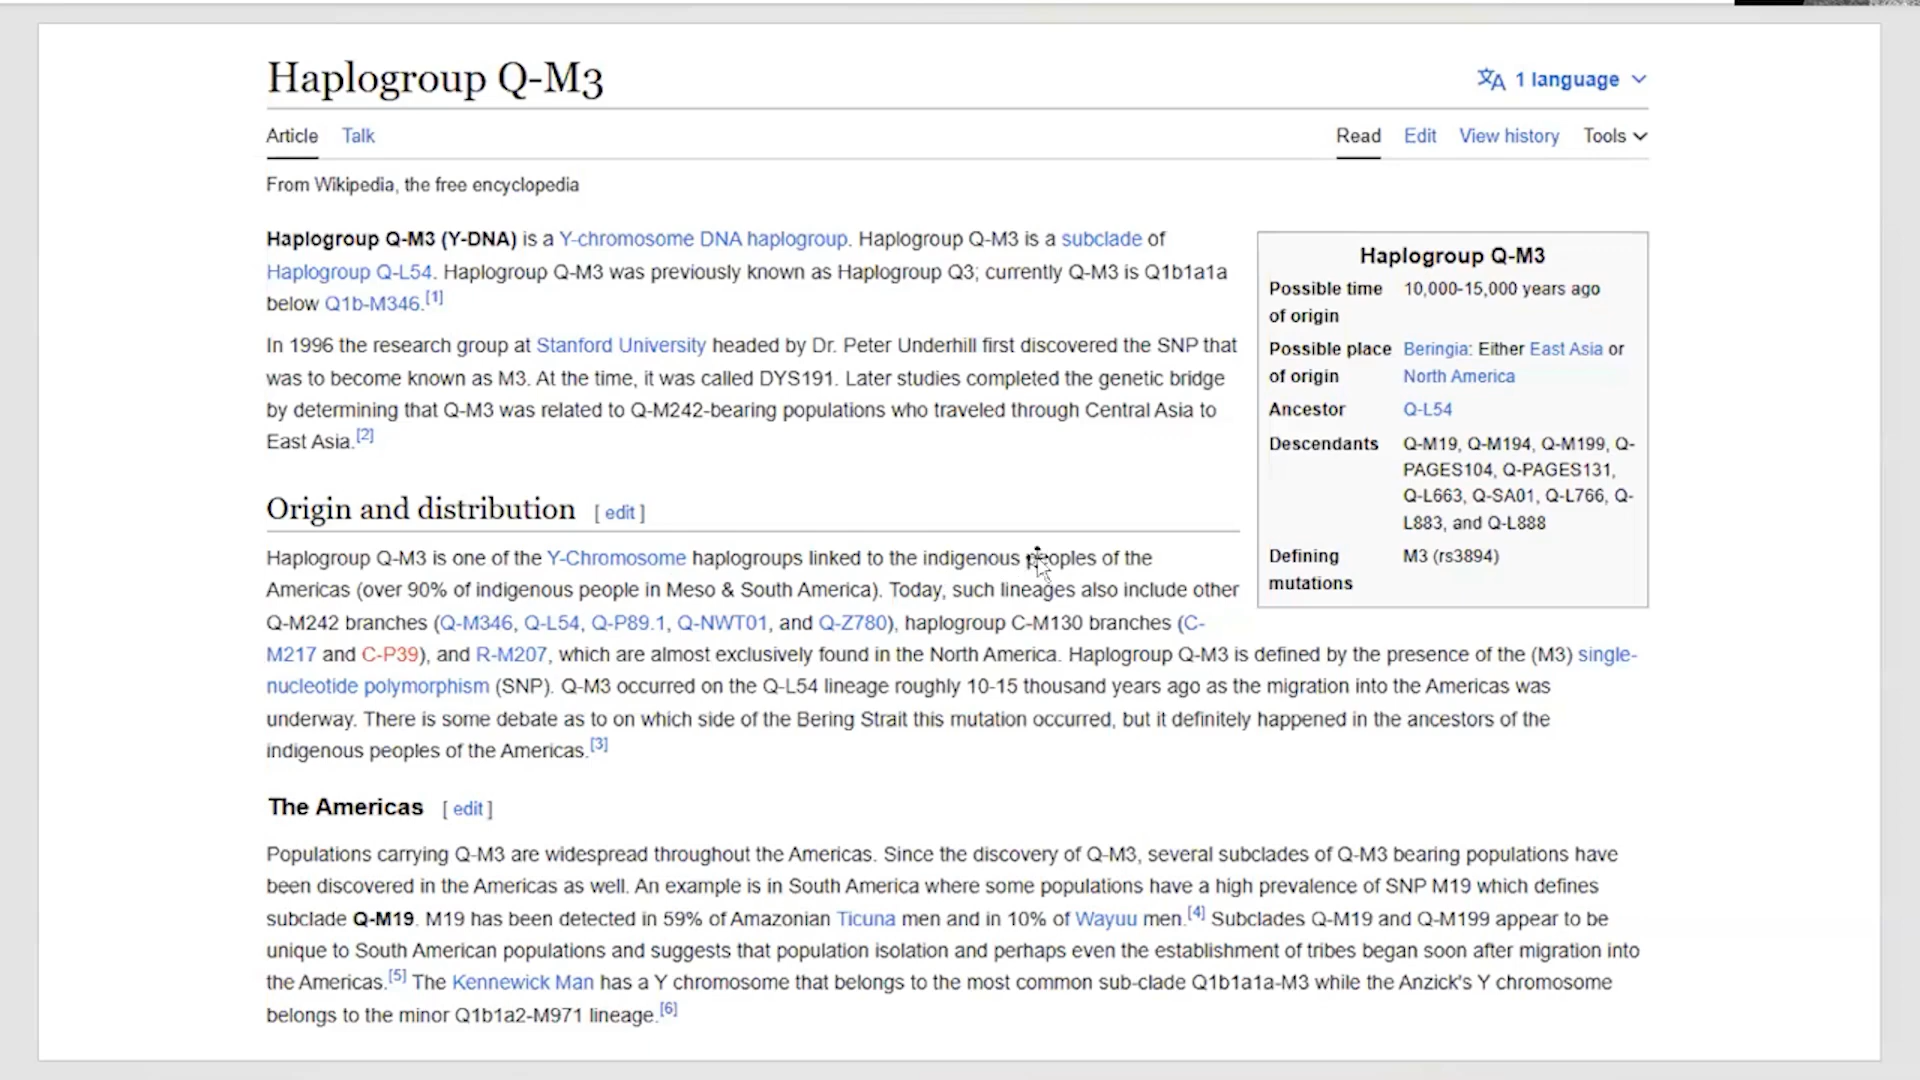 Haplogroup Q-M3
1 language
Article Talk
Read Edit View history Tools
From Wikipedia, the free encyclopedia
Haplogroup Q-M3 (Y-DNA) is a Y-chromosome DNA haplogroup. Haplogroup Q-M3 is a subclade of
Haplogroup Q-L54. Haplogroup Q-M3 was previously known as Haplogroup Q3; currently Q-M3 is Q1b1a1a
below Q1b-M346.[1]
In 1996 the research group at Stanford University headed by Dr. Peter Underhill first discovered the SNP that
was to become known as M3. At the time, it was called DYS191. Later studies completed the genetic bridge
by determining that Q-M3 was related to Q-M242-bearing populations who traveled through Central Asia to
East Asia.[2]
Haplogroup Q-M3
Possible time 10,000-15,000 years ago
of origin
Possible place Beringia: Either East Asia or
of origin North America
Ancestor Q-L54
Descendants Q-M19, Q-M194, Q-M199, Q-
PAGES104, Q-PAGES131,
Q-L663, Q-SA01, Q-L766, Q-
L883, and Q-L888
Defining M3 (rs3894)
mutations
Origin and distribution [ edit ]
Haplogroup Q-M3 is one of the Y-Chromosome haplogroups linked to the indigenous peoples of the
Americas (over 90% of indigenous people in Meso & South America). Today, such lineages also include other
Q-M242 branches (Q-M346, Q-L54, Q-P89.1, Q-NWT01, and Q-Z780), haplogroup C-M130 branches (C-
M217 and C-P39), and R-M207, which are almost exclusively found in the North America. Haplogroup Q-M3 is defined by the presence of the (M3) single-
nucleotide polymorphism (SNP). Q-M3 occurred on the Q-L54 lineage roughly 10-15 thousand years ago as the migration into the Americas was
underway. There is some debate as to on which side of the Bering Strait this mutation occurred, but it definitely happened in the ancestors of the
indigenous peoples of the Americas.[3]
The Americas [ edit ]
Populations carrying Q-M3 are widespread throughout the Americas. Since the discovery of Q-M3, several subclades of Q-M3 bearing populations have
been discovered in the Americas as well. An example is in South America where some populations have a high prevalence of SNP M19 which defines
subclade Q-M19. M19 has been detected in 59% of Amazonian Ticuna men and in 10% of Wayuu men.[4] Subclades Q-M19 and Q-M199 appear to be
unique to South American populations and suggests that population isolation and perhaps even the establishment of tribes began soon after migration into
the Americas.[5] The Kennewick Man has a Y chromosome that belongs to the most common sub-clade Q1b1a1a-M3 while the Anzick's Y chromosome
belongs to the minor Q1b1a2-M971 lineage.[6]